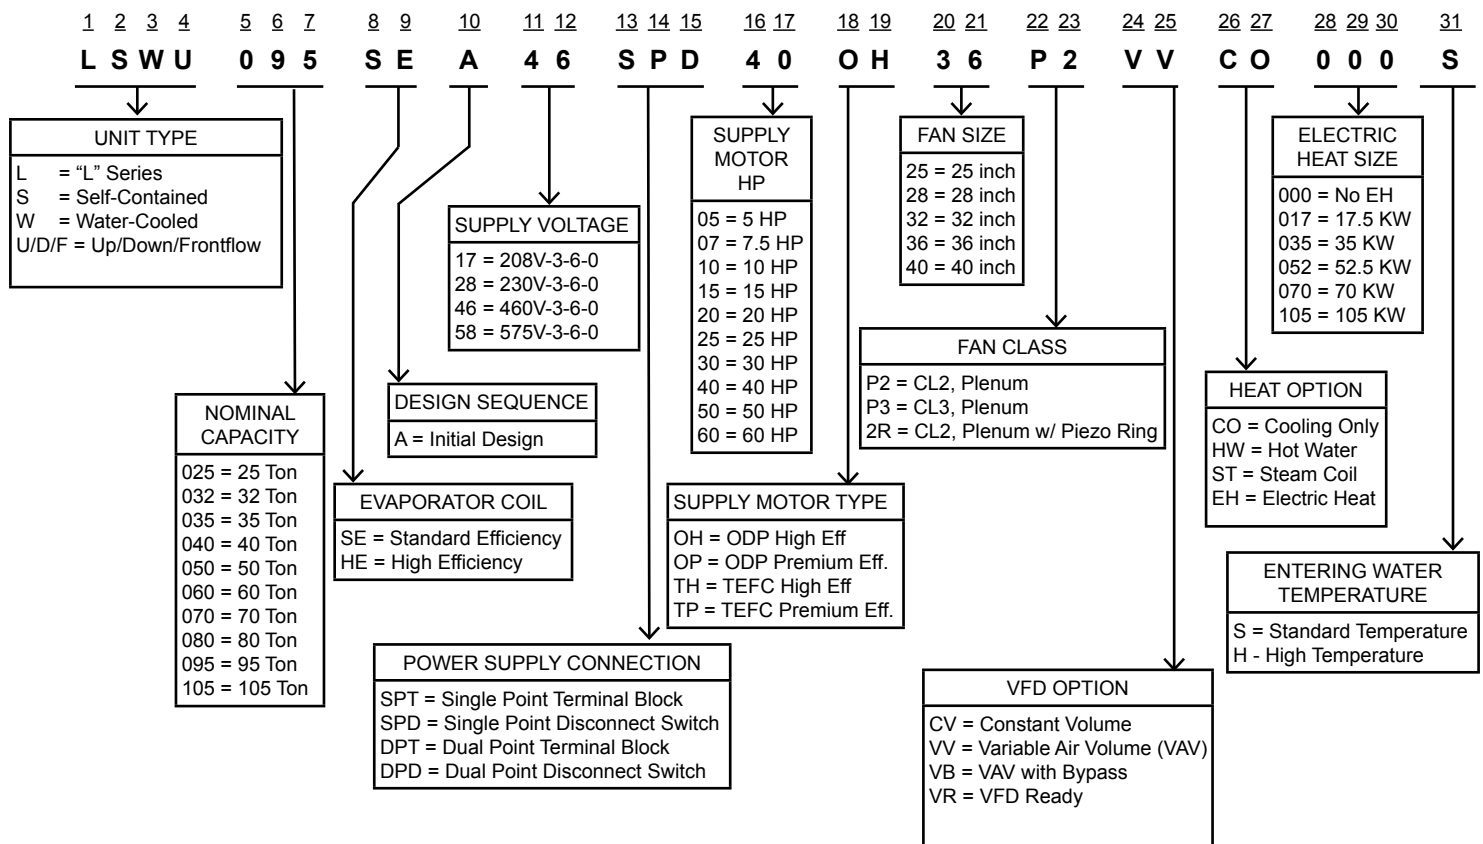 1 2 3 4 5 6 7 8 9 10 11 12 13 14 15 16 17 18 19 20 21 22 23 24 25 26 27 28 29 30 31
L S W U 0 9 5 S E A 4 6 S P D 4 0 O H 3 6 P 2 V V C O 0 0 0 S
UNIT TYPE
L = “L” Series
S = Self-Contained
W = Water-Cooled
U/D/F = Up/Down/Frontflow
NOMINAL
CAPACITY
025 = 25 Ton
032 = 32 Ton
035 = 35 Ton
040 = 40 Ton
050 = 50 Ton
060 = 60 Ton
070 = 70 Ton
080 = 80 Ton
095 = 95 Ton
105 = 105 Ton
EVAPORATOR COIL
SE = Standard Efficiency
HE = High Efficiency
DESIGN SEQUENCE
A = Initial Design
SUPPLY VOLTAGE
17 = 208V-3-6-0
28 = 230V-3-6-0
46 = 460V-3-6-0
58 = 575V-3-6-0
POWER SUPPLY CONNECTION
SPT = Single Point Terminal Block
SPD = Single Point Disconnect Switch
DPT = Dual Point Terminal Block
DPD = Dual Point Disconnect Switch
SUPPLY
MOTOR
HP
05 = 5 HP
07 = 7.5 HP
10 = 10 HP
15 = 15 HP
20 = 20 HP
25 = 25 HP
30 = 30 HP
40 = 40 HP
50 = 50 HP
60 = 60 HP
SUPPLY MOTOR TYPE
OH = ODP High Eff
OP = ODP Premium Eff.
TH = TEFC High Eff
TP = TEFC Premium Eff.
FAN SIZE
25 = 25 inch
28 = 28 inch
32 = 32 inch
36 = 36 inch
40 = 40 inch
FAN CLASS
P2 = CL2, Plenum
P3 = CL3, Plenum
2R = CL2, Plenum w/ Piezo Ring
VFD OPTION
CV = Constant Volume
VV = Variable Air Volume (VAV)
VB = VAV with Bypass
VR = VFD Ready
HEAT OPTION
CO = Cooling Only
HW = Hot Water
ST = Steam Coil
EH = Electric Heat
ELECTRIC
HEAT SIZE
000 = No EH
017 = 17.5 KW
035 = 35 KW
052 = 52.5 KW
070 = 70 KW
105 = 105 KW
ENTERING WATER
TEMPERATURE
S = Standard Temperature
H - High Temperature